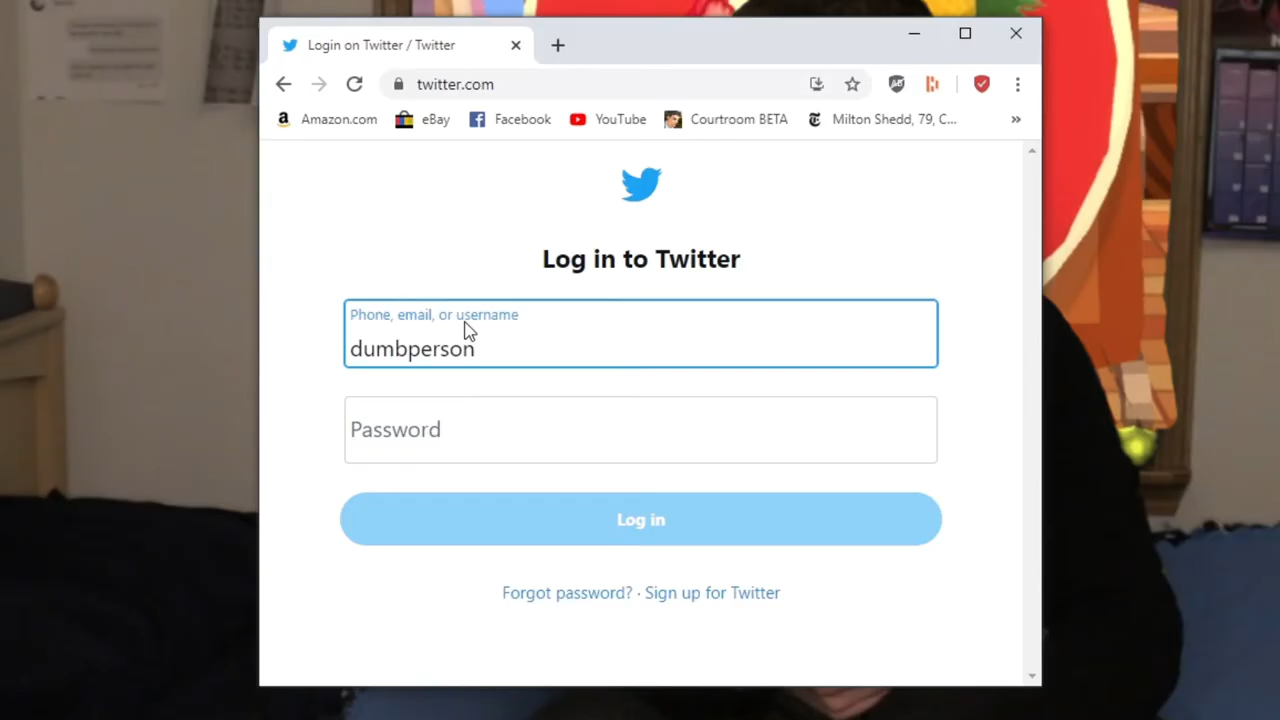 Login on Twitter / Twitter
twitter.com
Amazon.com eBay Facebook YouTube Courtroom BETA Milton Shedd, 79, C... »
Log in to Twitter
Phone, email, or username
dumbperson
Password
Log in
Forgot password? · Sign up for Twitter